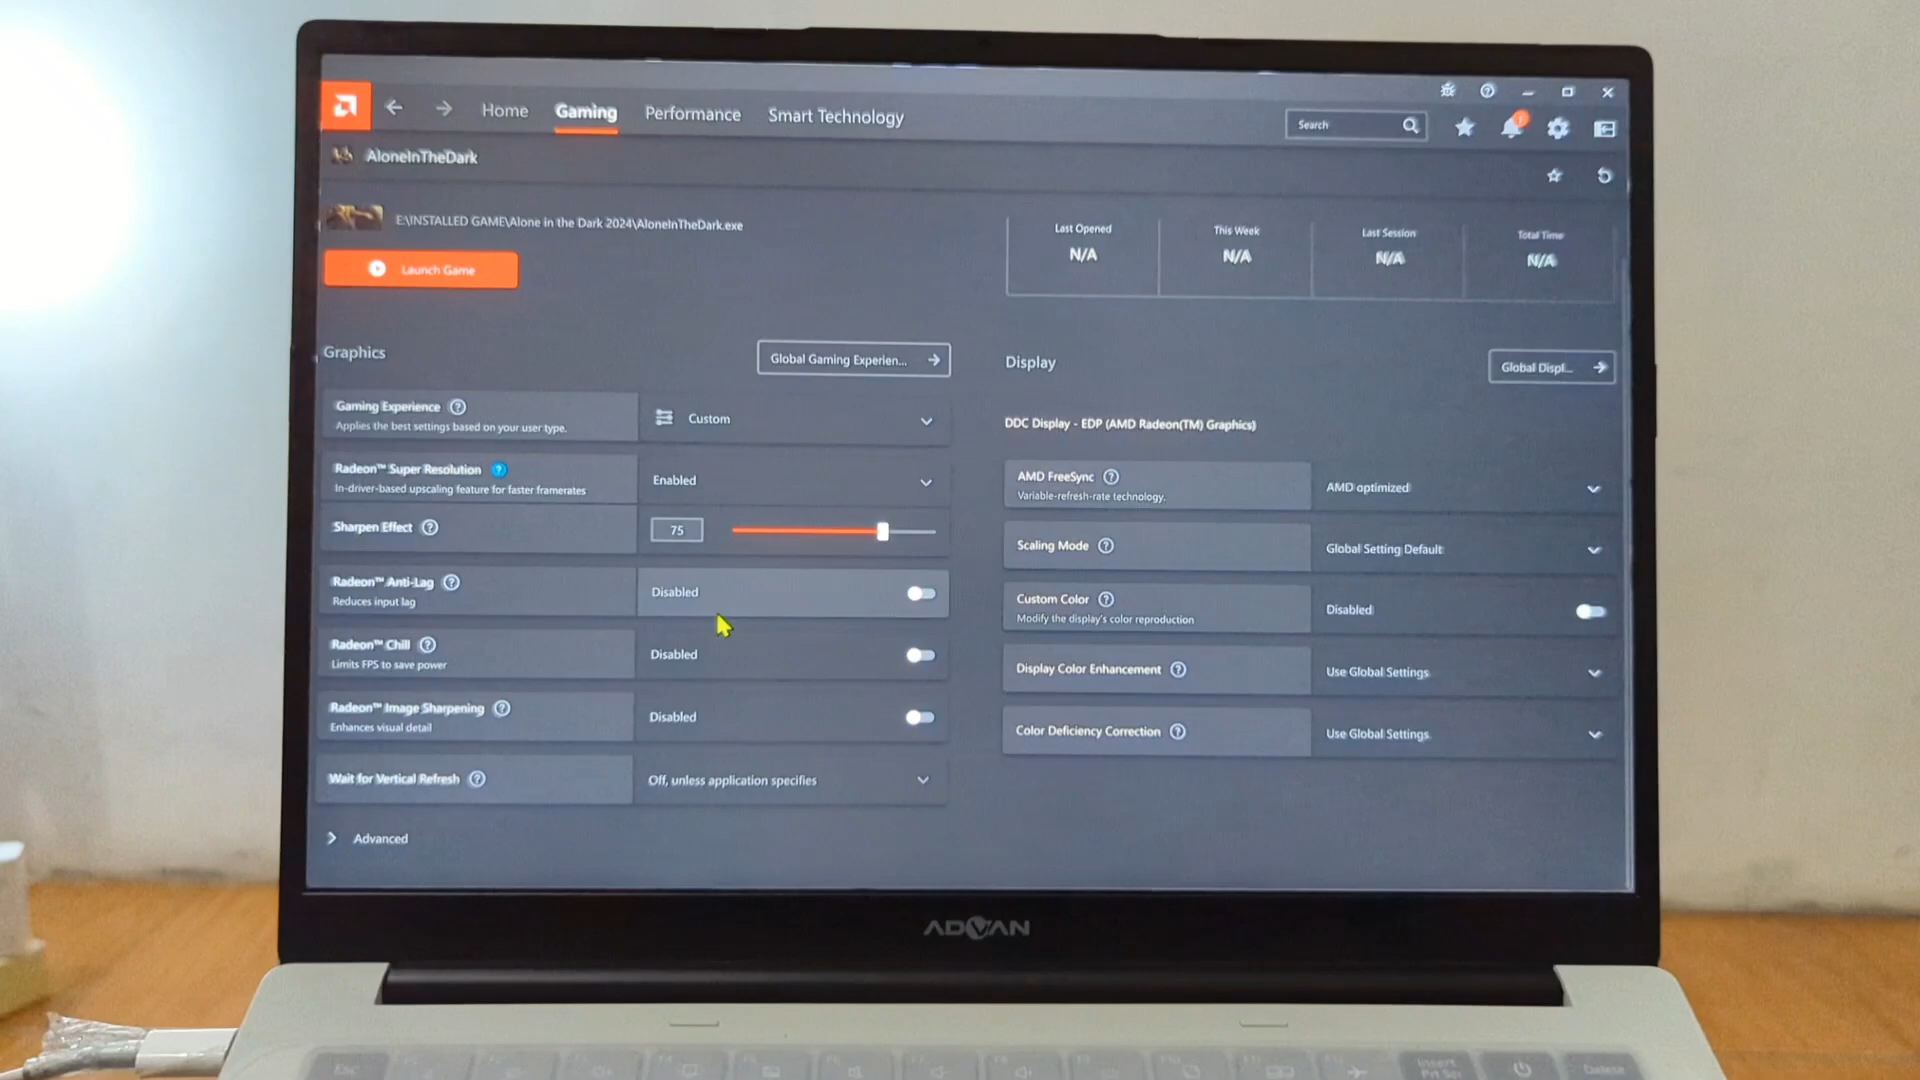 Home Gaming Performance Smart Technology
Search
1
AloneInTheDark
E:\INSTALLED GAME\Alone in the Dark 2024\AloneInTheDark.exe
Launch Game
Last Opened
N/A
This Week
N/A
Last Session
N/A
Total Time
N/A
Graphics
Global Gaming Experien...
Gaming Experience
Applies the best settings based on your user type.
Custom
Radeon™ Super Resolution
In-driver-based upscaling feature for faster framerates
Enabled
Sharpen Effect
75
Radeon™ Anti-Lag
Reduces input lag
Disabled
Radeon™ Chill
Limits FPS to save power
Disabled
Radeon™ Image Sharpening
Enhances visual detail
Disabled
Wait for Vertical Refresh
Off, unless application specifies
Advanced
Display
Global Displ...
DDC Display - EDP (AMD Radeon(TM) Graphics)
AMD FreeSync
Variable-refresh-rate technology.
AMD optimized
Scaling Mode
Global Setting Default
Custom Color
Modify the display's color reproduction
Disabled
Display Color Enhancement
Use Global Settings
Color Deficiency Correction
Use Global Settings
ADVAN
Esc
Insert
Prt Scr
Delete